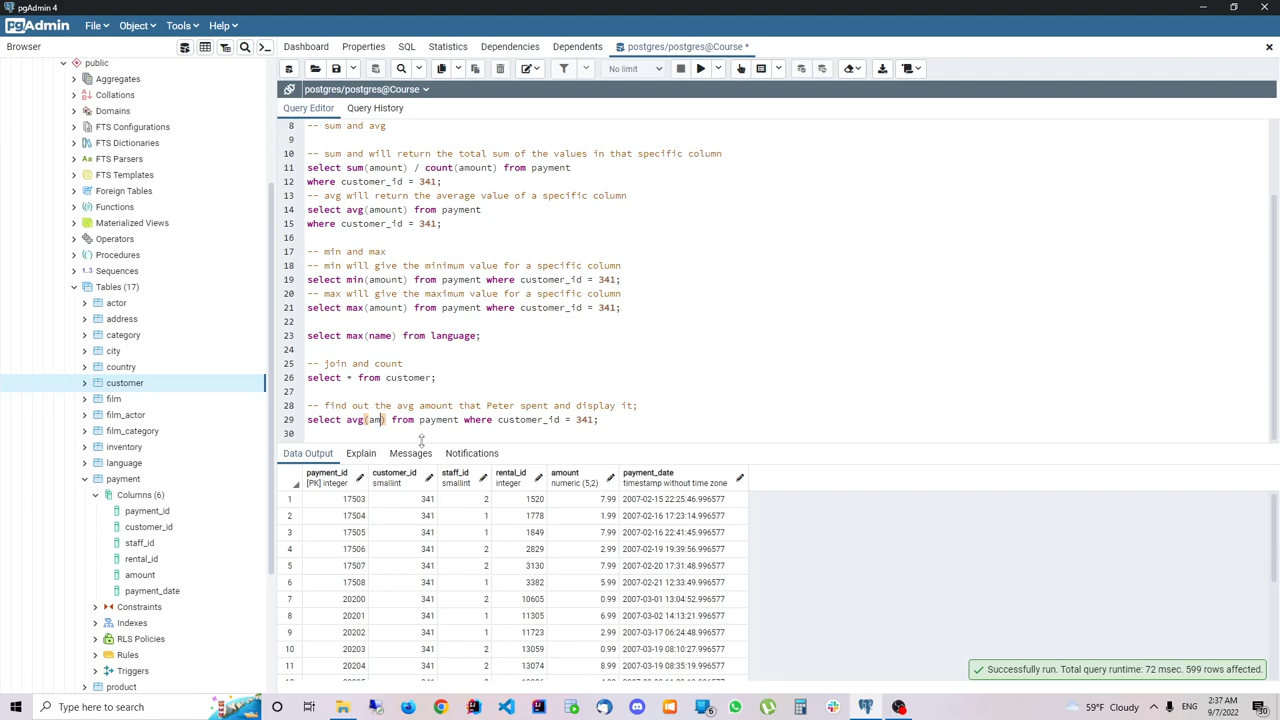 pgAdmin 4
pgAdmin File Object Tools Help
Browser
Dashboard Properties SQL Statistics Dependencies Dependents postgres/postgres@Course *
No limit
postgres/postgres@Course
Query Editor Query History
public
Aggregates
Collations
Domains
FTS Configurations
FTS Dictionaries
FTS Parsers
FTS Templates
Foreign Tables
Functions
Materialized Views
Operators
Procedures
Sequences
Tables (17)
actor
address
category
city
country
customer
film
film_actor
film_category
inventory
language
payment
Columns (6)
payment_id
customer_id
staff_id
rental_id
amount
payment_date
Constraints
Indexes
RLS Policies
Rules
Triggers
product
8 -- sum and avg
9
10 -- sum and will return the total sum of the values in that specific column
11 select sum(amount) / count(amount) from payment
12 where customer_id = 341;
13 -- avg will return the average value of a specific column
14 select avg(amount) from payment
15 where customer_id = 341;
16
17 -- min and max
18 -- min will give the minimum value for a specific column
19 select min(amount) from payment where customer_id = 341;
20 -- max will give the maximum value for a specific column
21 select max(amount) from payment where customer_id = 341;
22
23 select max(name) from language;
24
25 -- join and count
26 select * from customer;
27
28 -- find out the avg amount that Peter spent and display it;
29 select avg(am) from payment where customer_id = 341;
30
Data Output Explain Messages Notifications
payment_id customer_id staff_id rental_id amount payment_date
[PK] integer smallint smallint integer numeric (5,2) timestamp without time zone
1 17503 341 2 1520 7.99 2007-02-15 22:25:46.996577
2 17504 341 1 1778 1.99 2007-02-16 17:23:14.996577
3 17505 341 1 1849 7.99 2007-02-16 22:41:45.996577
4 17506 341 2 2829 2.99 2007-02-19 19:39:56.996577
5 17507 341 2 3130 7.99 2007-02-20 17:31:48.996577
6 17508 341 1 3382 5.99 2007-02-21 12:33:49.996577
7 20200 341 2 10605 0.99 2007-03-01 13:04:52.996577
8 20201 341 1 11305 6.99 2007-03-02 14:13:21.996577
9 20202 341 1 11723 2.99 2007-03-17 06:24:48.996577
10 20203 341 2 13059 0.99 2007-03-19 08:10:27.996577
11 20204 341 2 13074 8.99 2007-03-19 08:35:19.996577
Successfully run. Total query runtime: 72 msec. 599 rows affected.
Type here to search
59°F Cloudy ENG 2:37 AM
9/7/2022